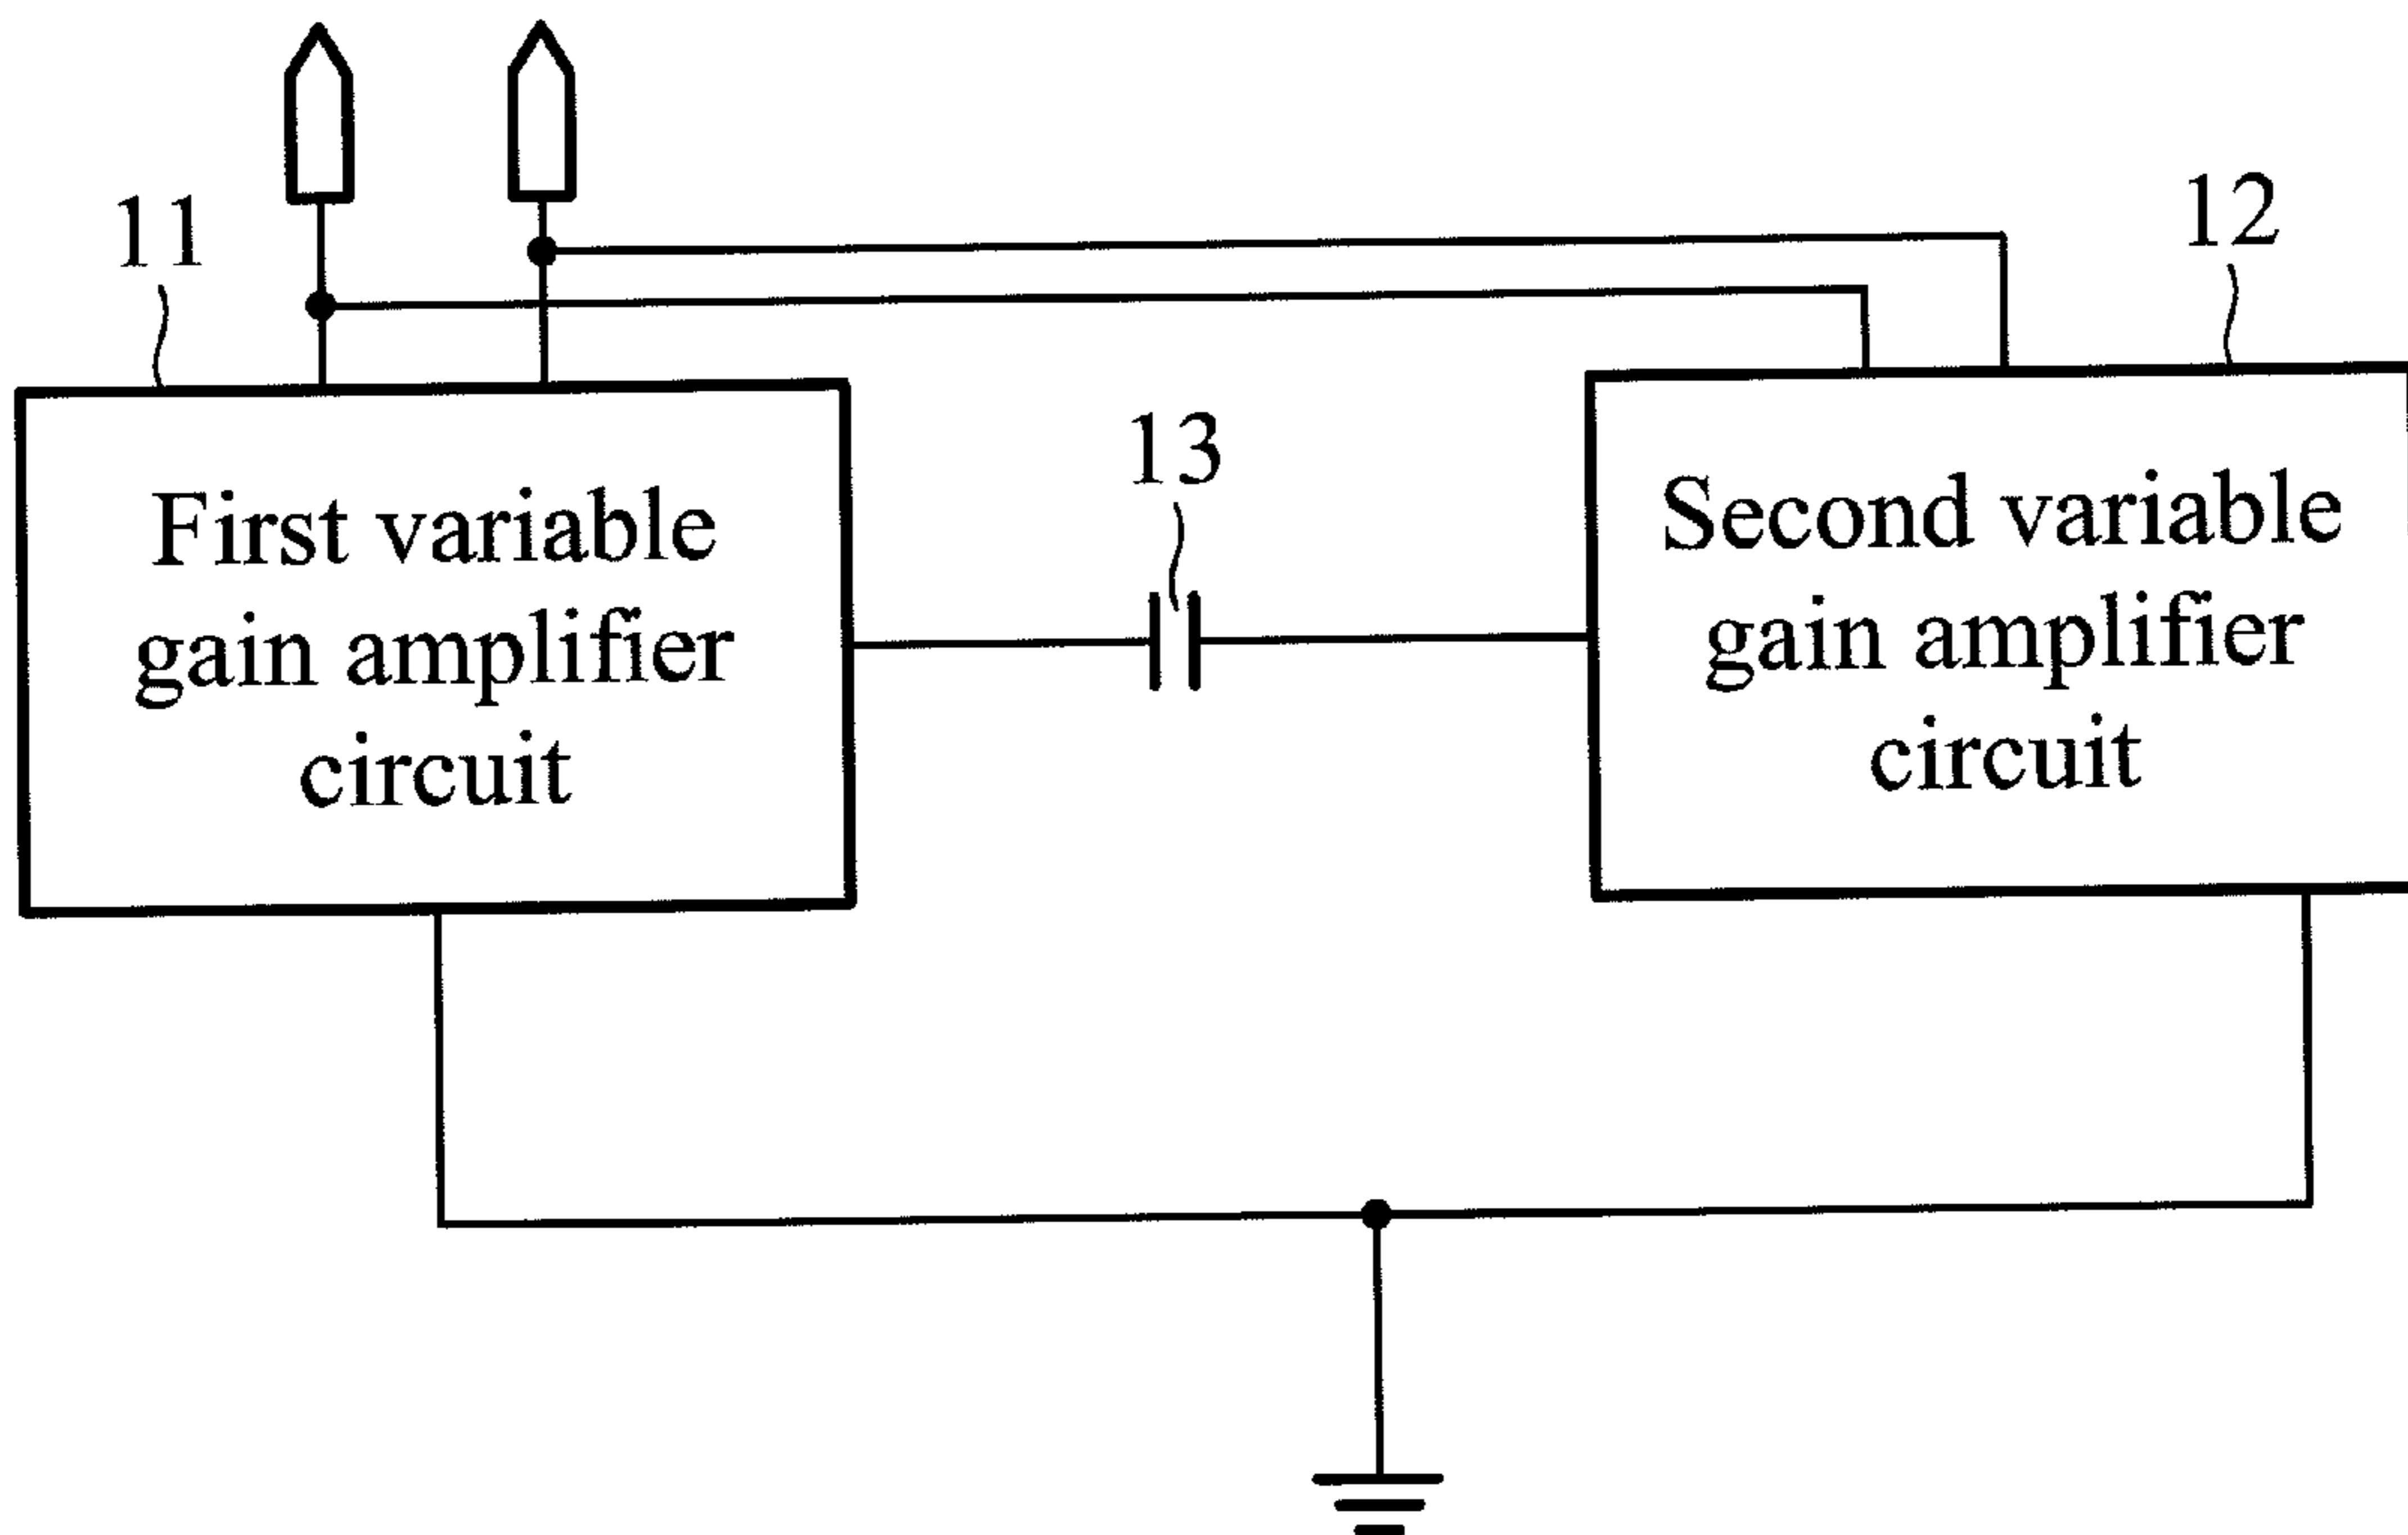 11
12
13
First variable
gain amplifier
circuit
Second variable
gain amplifier
circuit